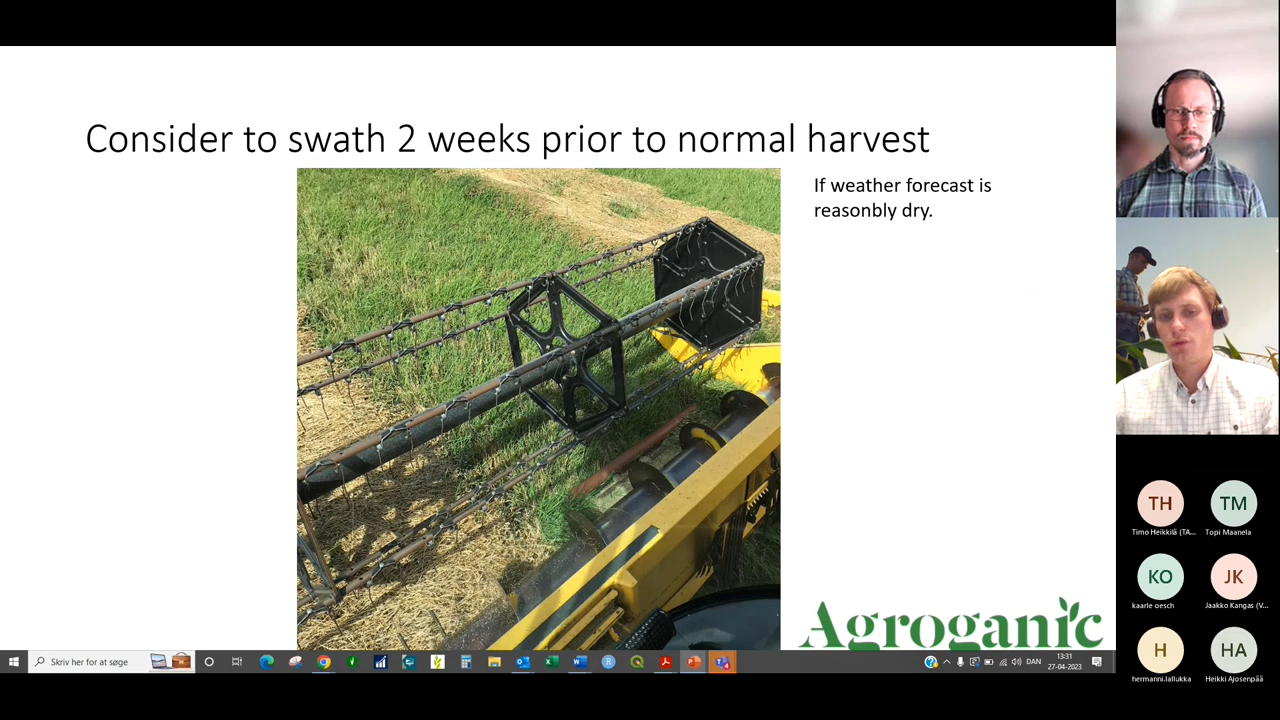 Consider to swath 2 weeks prior to normal harvest
If weather forecast is
reasonbly dry.
Agroganic
Skriv her for at søge
DAN
13:31
27-04-2023
TH
TM
Timo Heikkilä (TA...
Topi Maanela
KO
JK
kaarle oesch
Jaakko Kangas (V...
H
HA
hermanni.lallukka
Heikki Ajosenpää